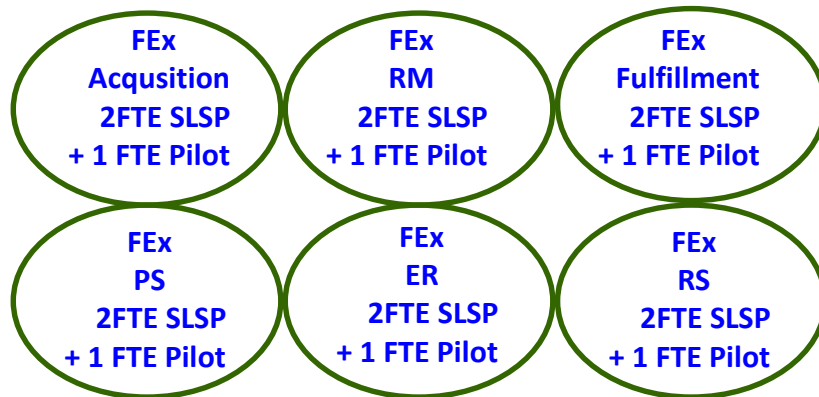 FEx
Acqusition
2FTE SLSP
+ 1 FTE Pilot
FEx
RM
2FTE SLSP
+ 1 FTE Pilot
FEx
Fulfillment
2FTE SLSP
+ 1 FTE Pilot
FEx
PS
2FTE SLSP
+ 1 FTE Pilot
FEx
ER
2FTE SLSP
+ 1 FTE Pilot
FEx
RS
2FTE SLSP
+ 1 FTE Pilot